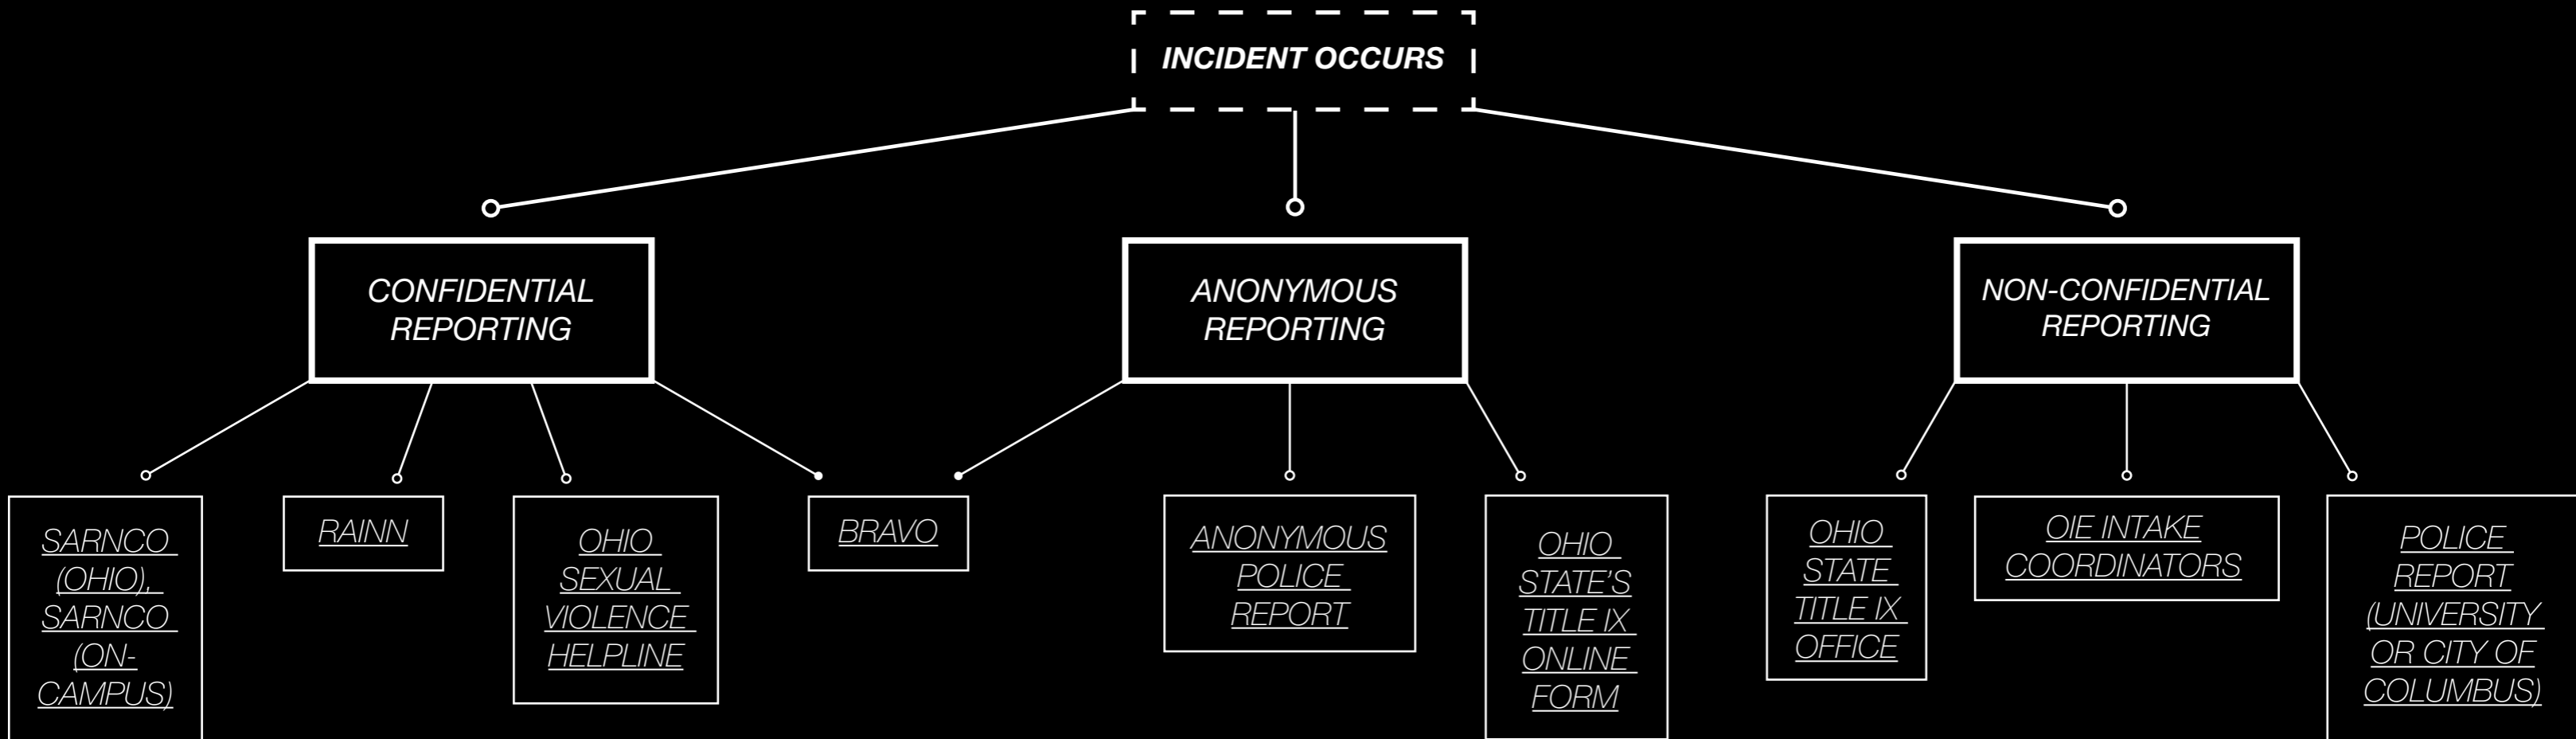 INCIDENT OCCURS
CONFIDENTIAL
REPORTING
ANONYMOUS
REPORTING
NON-CONFIDENTIAL
REPORTING
SARNCO
(OHIO),
SARNCO
(ON-
CAMPUS)
RAINN
OHIO
SEXUAL
VIOLENCE
HELPLINE
BRAVO
ANONYMOUS
POLICE
REPORT
OHIO
STATE’S
TITLE IX
ONLINE
FORM
OHIO
STATE
TITLE IX
OFFICE
OIE INTAKE
COORDINATORS
POLICE
REPORT
(UNIVERSITY
OR CITY OF
COLUMBUS)